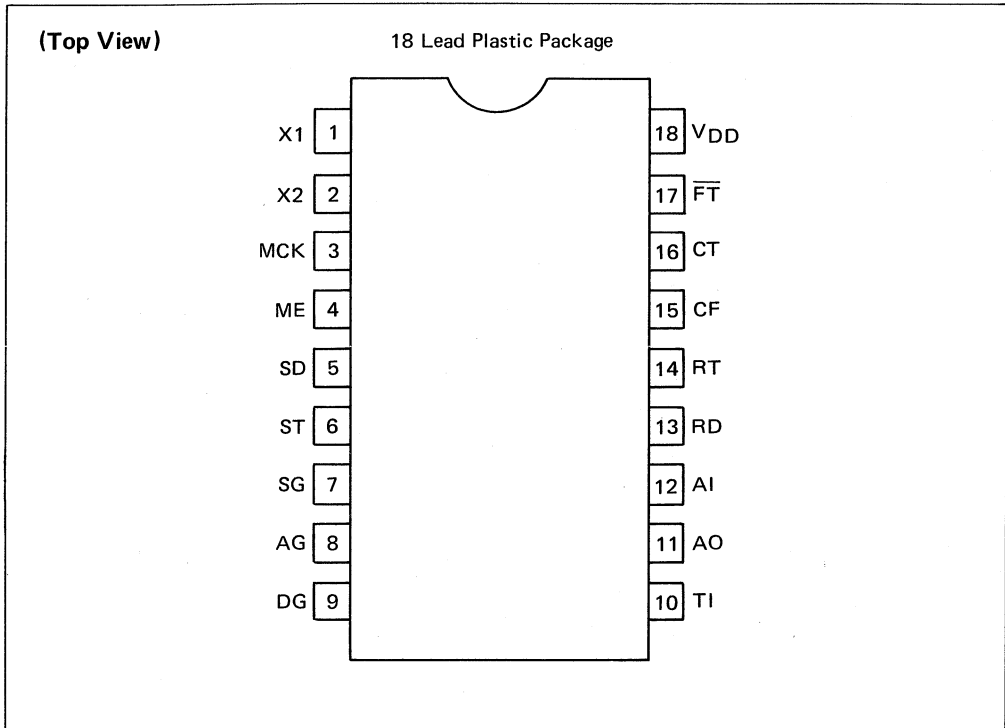 (Top View)
18 Lead Plastic Package
X1 1
18 VDD
X2 2
17 F̅T̅
MCK 3
16 CT
ME 4
15 CF
SD 5
14 RT
ST 6
13 RD
SG 7
12 AI
AG 8
11 AO
DG 9
10 TI